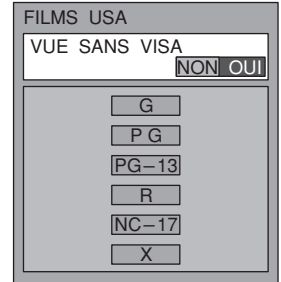 FILMS USA
VUE SANS VISA
NON OUI
G
PG
PG–13
R
NC–17
X